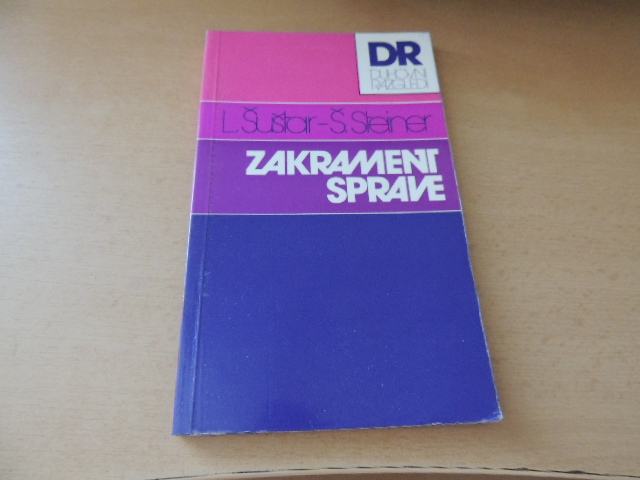 DR
DUHOVNI
RAZGLEDI
L. Šuštar-Š. Steiner
ZAKRAMENT
SPRAVE